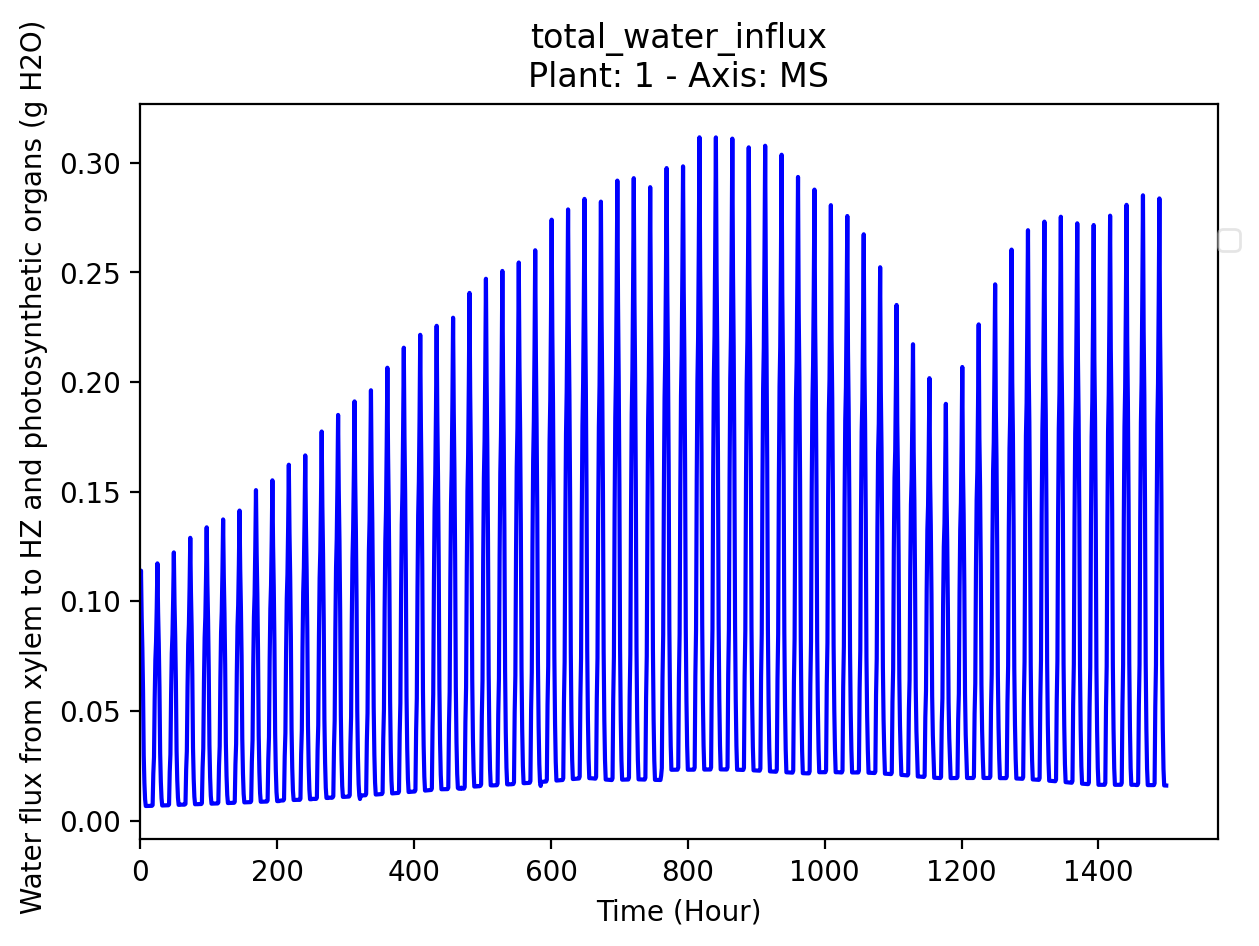 total_water_influx
Plant: 1 - Axis: MS
Water flux from xylem to HZ and photosynthetic organs (g H2O)
0.30
0.25
0.20
0.15
0.10
0.05
0.00
0 200 400 600 800 1000 1200 1400
Time (Hour)